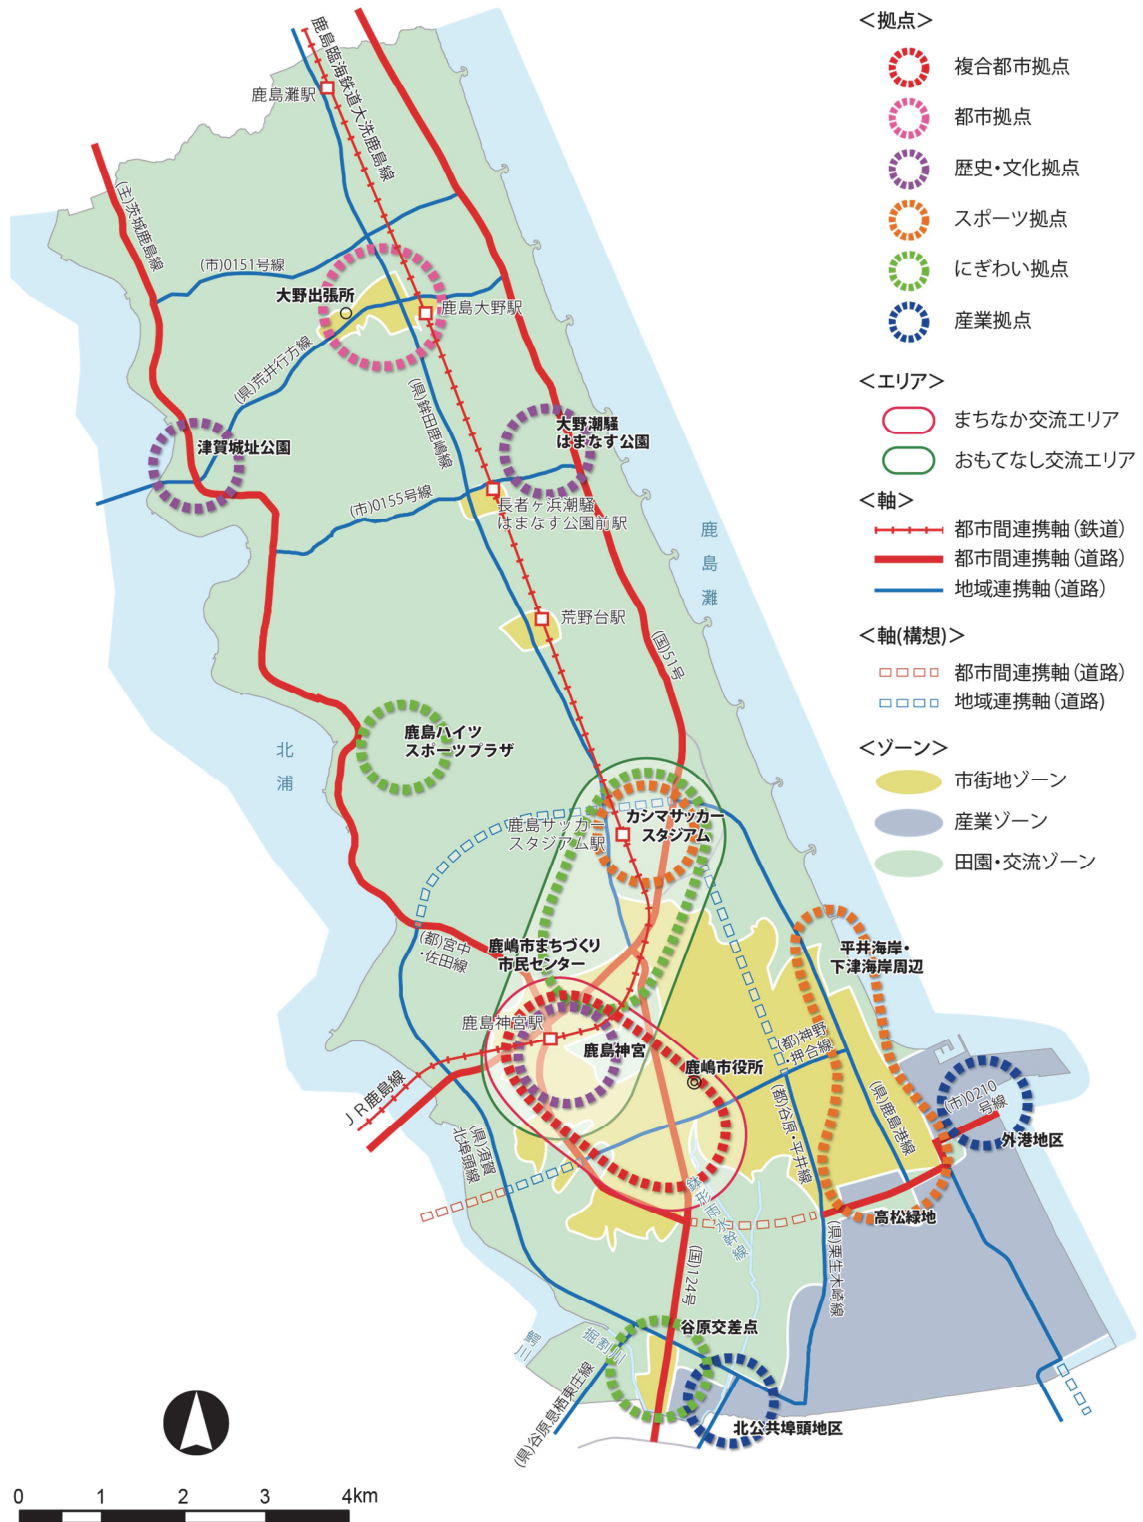 ＜拠点＞
複合都市拠点
都市拠点
歴史・文化拠点
スポーツ拠点
にぎわい拠点
産業拠点
＜エリア＞
まちなか交流エリア
おもてなし交流エリア
＜軸＞
都市間連携軸（鉄道）
都市間連携軸（道路）
地域連携軸（道路）
＜軸(構想)＞
都市間連携軸（道路）
地域連携軸（道路）
＜ゾーン＞
市街地ゾーン
産業ゾーン
田園・交流ゾーン
鹿島臨海鉄道大洗鹿島線
鹿島灘駅
(主)茨城鹿島線
(市)0151号線
大野出張所
鹿島大野駅
(県)荒井行方線
(県)鉾田鹿嶋線
津賀城址公園
大野潮騒
はまなす公園
(市)0155号線
長者ヶ浜潮騒
はまなす公園前駅
鹿島灘
荒野台駅
(国)51号
鹿島ハイツ
スポーツプラザ
北浦
カシマサッカー
スタジアム
鹿島サッカー
スタジアム駅
(都)宮中
・佐田線
鹿嶋市まちづくり
市民センター
平井海岸・
下津海岸周辺
鹿島神宮駅
鹿島神宮
鹿嶋市役所
(都)神野
・押合線
JR鹿島線
(県)須賀
北埠頭線
(都)谷原・平井線
(県)鹿島港線
(市)0210
号線
外港地区
高松緑地
鉢形雨水幹線
(国)124号
(県)粟生木崎線
谷原交差点
堀割川
(県)谷原息栖東庄線
北公共埠頭地区
0
1
2
3
4km